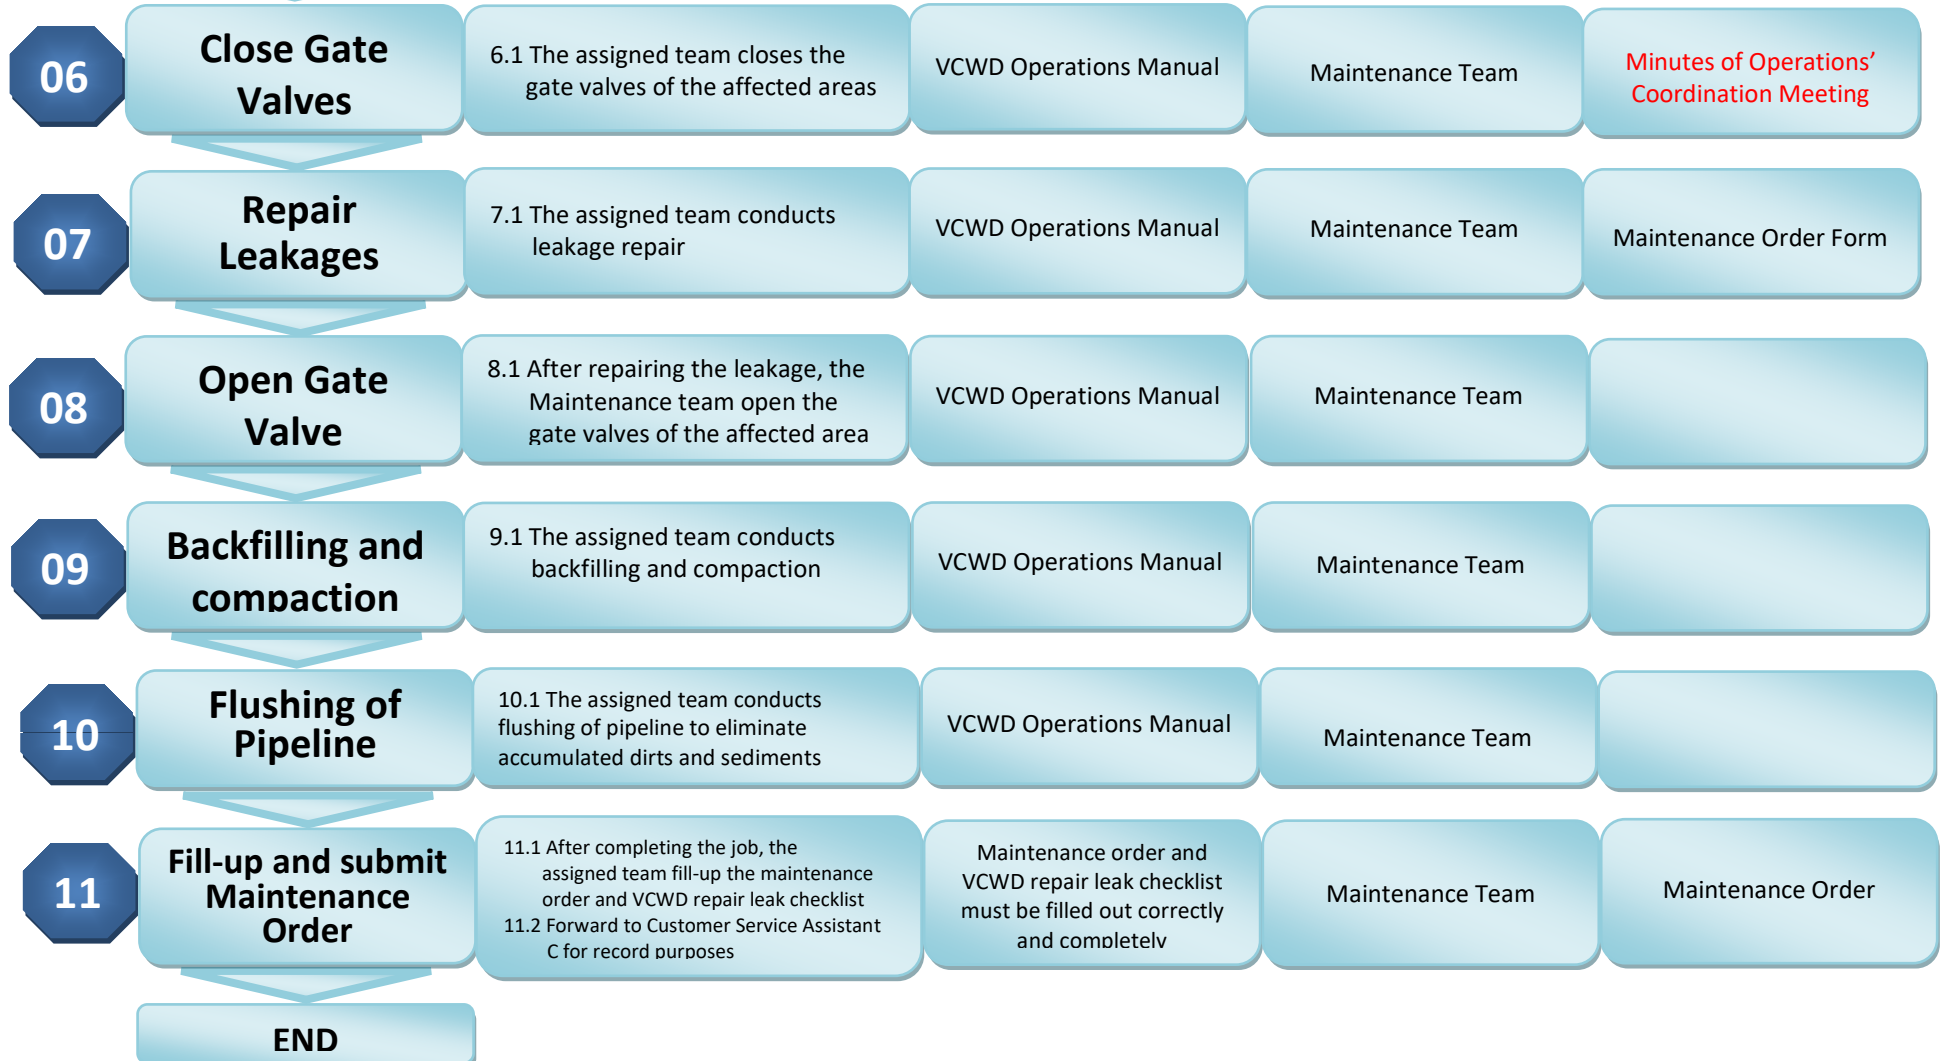 06
Close Gate
Valves
6.1 The assigned team closes the
gate valves of the affected areas
VCWD Operations Manual
Maintenance Team
Minutes of Operations’
Coordination Meeting
07
Repair
Leakages
7.1 The assigned team conducts
leakage repair
VCWD Operations Manual
Maintenance Team
Maintenance Order Form
08
Open Gate
Valve
8.1 After repairing the leakage, the
Maintenance team open the
gate valves of the affected area
VCWD Operations Manual
Maintenance Team
09
Backfilling and
compaction
9.1 The assigned team conducts
backfilling and compaction
VCWD Operations Manual
Maintenance Team
10
Flushing of
Pipeline
10.1 The assigned team conducts
flushing of pipeline to eliminate
accumulated dirts and sediments
VCWD Operations Manual
Maintenance Team
11
Fill-up and submit
Maintenance
Order
11.1 After completing the job, the
assigned team fill-up the maintenance
order and VCWD repair leak checklist
11.2 Forward to Customer Service Assistant
C for record purposes
Maintenance order and
VCWD repair leak checklist
must be filled out correctly
and completely
Maintenance Team
Maintenance Order
END